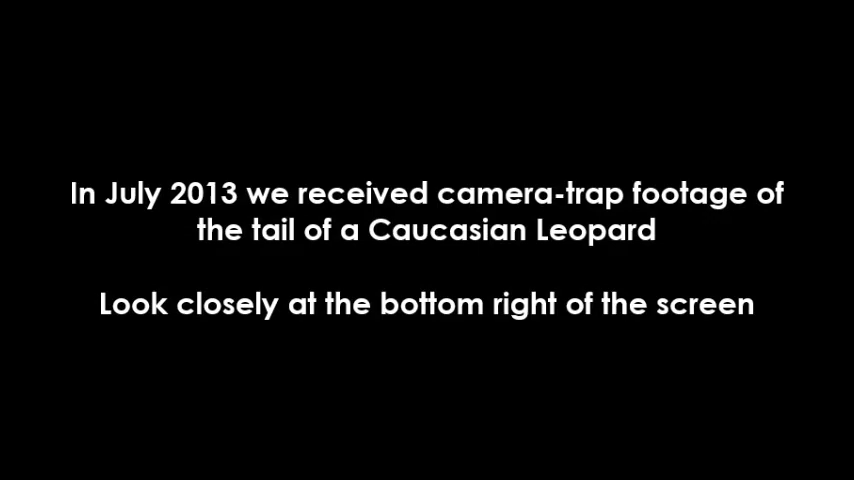 In July 2013 we received camera-trap footage of
the tail of a Caucasian Leopard
Look closely at the bottom right of the screen